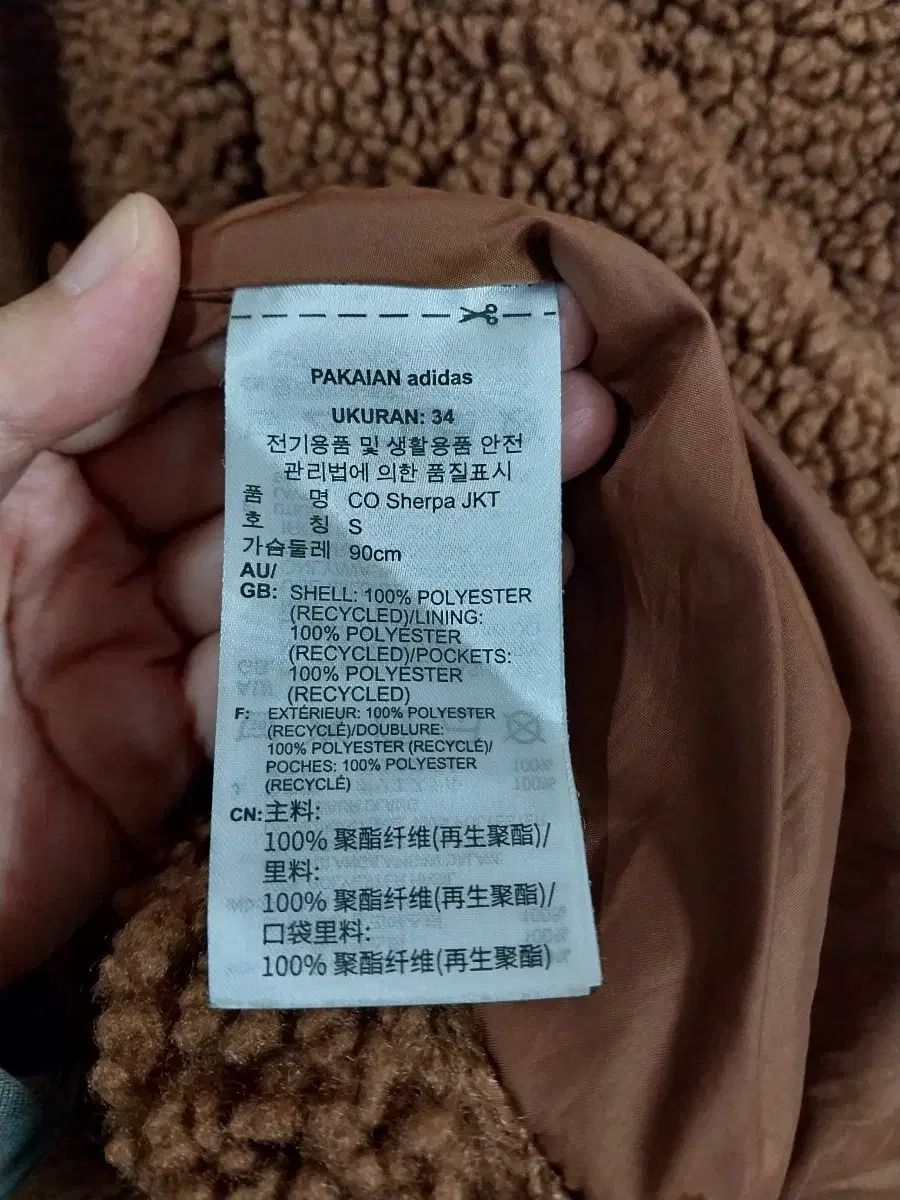 PAKAIAN adidas
UKURAN: 34
전기용품 및 생활용품 안전
관리법에 의한 품질표시
품 명 CO Sherpa JKT
호 칭 S
가슴둘레 90cm
AU/
GB: SHELL: 100% POLYESTER
(RECYCLED)/LINING:
100% POLYESTER
(RECYCLED)/POCKETS:
100% POLYESTER
(RECYCLED)
F: EXTÉRIEUR: 100% POLYESTER
(RECYCLÉ)/DOUBLURE:
100% POLYESTER (RECYCLÉ)/
POCHES: 100% POLYESTER
(RECYCLÉ)
CN: 主料:
100% 聚酯纤维(再生聚酯)/
里料:
100% 聚酯纤维(再生聚酯)/
口袋里料:
100% 聚酯纤维(再生聚酯)